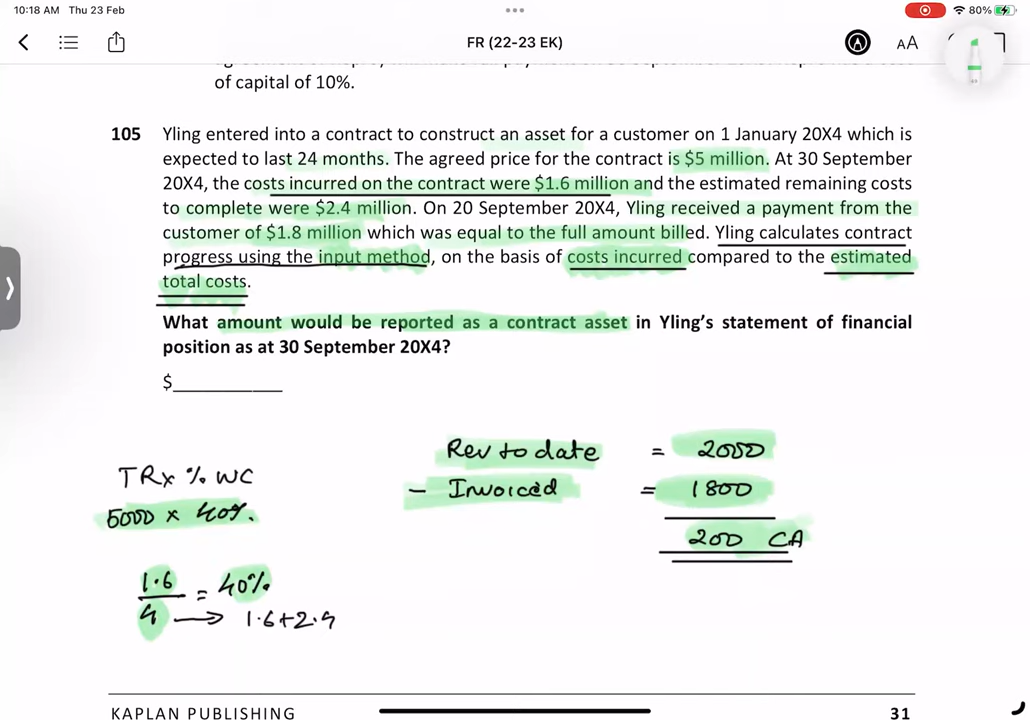 10:18 AM Thu 23 Feb
80%
FR (22-23 EK)
AA
of capital of 10%.
105 Yling entered into a contract to construct an asset for a customer on 1 January 20X4 which is
expected to last 24 months. The agreed price for the contract is $5 million. At 30 September
20X4, the costs incurred on the contract were $1.6 million and the estimated remaining costs
to complete were $2.4 million. On 20 September 20X4, Yling received a payment from the
customer of $1.8 million which was equal to the full amount billed. Yling calculates contract
progress using the input method, on the basis of costs incurred compared to the estimated
total costs.
What amount would be reported as a contract asset in Yling's statement of financial
position as at 30 September 20X4?
$__________
Rev to date = 2000
- Invoiced = 1800
200 CA
TRx % WC
5000 x 40%.
1.6
= 40%
4 → 1.6+2.4
KAPLAN PUBLISHING 31